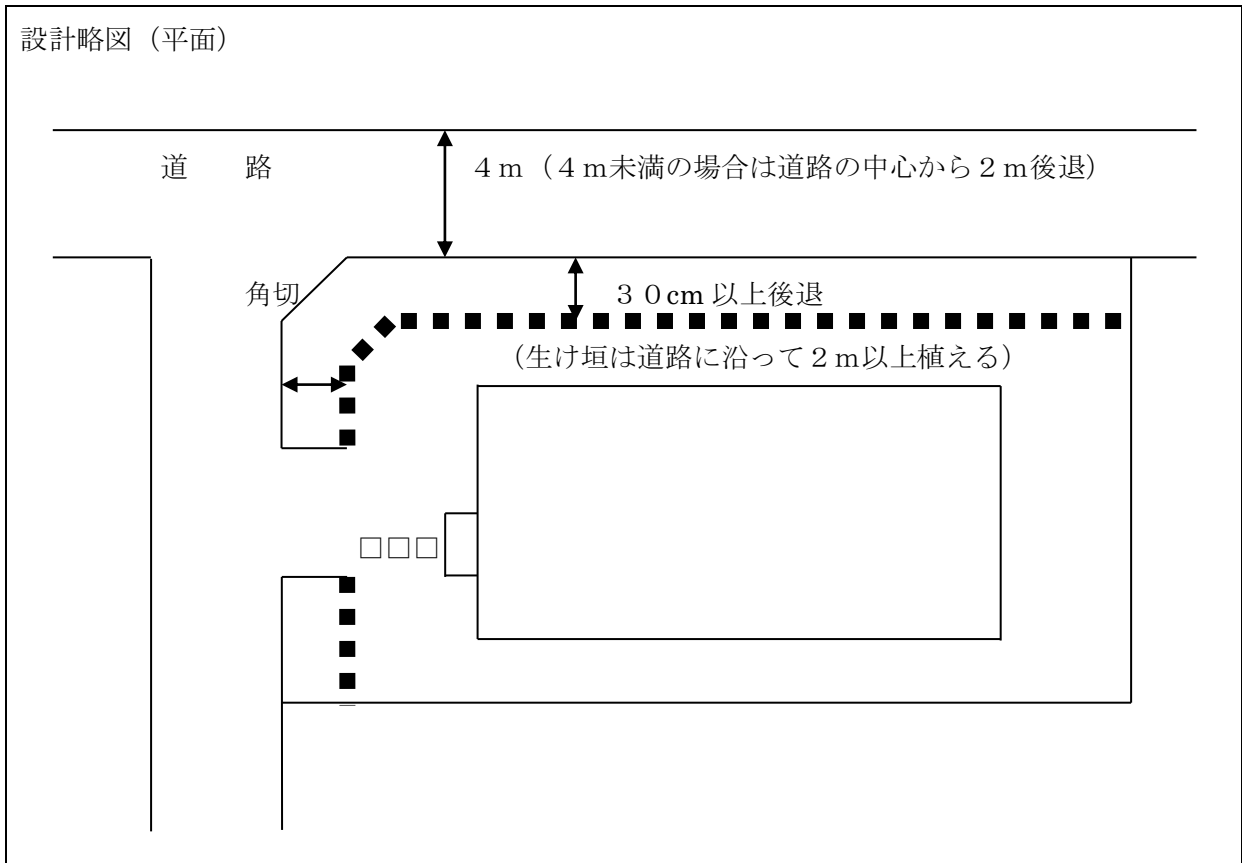 設計略図（平面）
道　　路
４ｍ（４ｍ未満の場合は道路の中心から２ｍ後退）
角切
３０cm 以上後退
（生け垣は道路に沿って２ｍ以上植える）